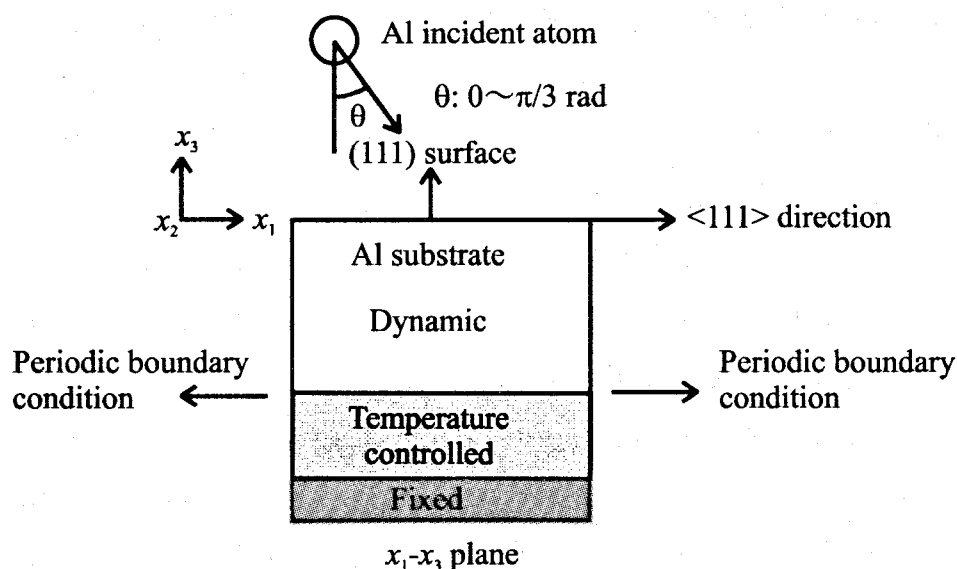 Al incident atom
θ: 0～π/3 rad
θ
(111) surface
x₃
x₂
x₁
<111> direction
Al substrate
Dynamic
Periodic boundary
condition
Periodic boundary
condition
Temperature
controlled
Fixed
x₁-x₃ plane